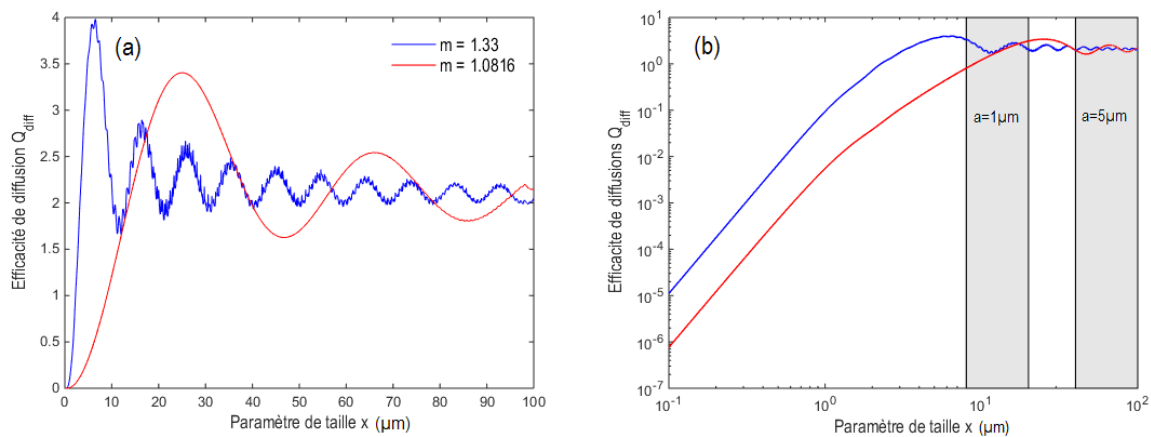 (a)
m = 1.33
m = 1.0816
Efficacité de diffusion Q_diff
4
3.5
3
2.5
2
1.5
1
0.5
0
0 10 20 30 40 50 60 70 80 90 100
Paramètre de taille x (µm)
(b)
a=1µm
a=5µm
Efficacite de diffusions Q_diff
10^1
10^0
10^-1
10^-2
10^-3
10^-4
10^-5
10^-6
10^-7
10^-1 10^0 10^1 10^2
Paramètre de taille x (µm)